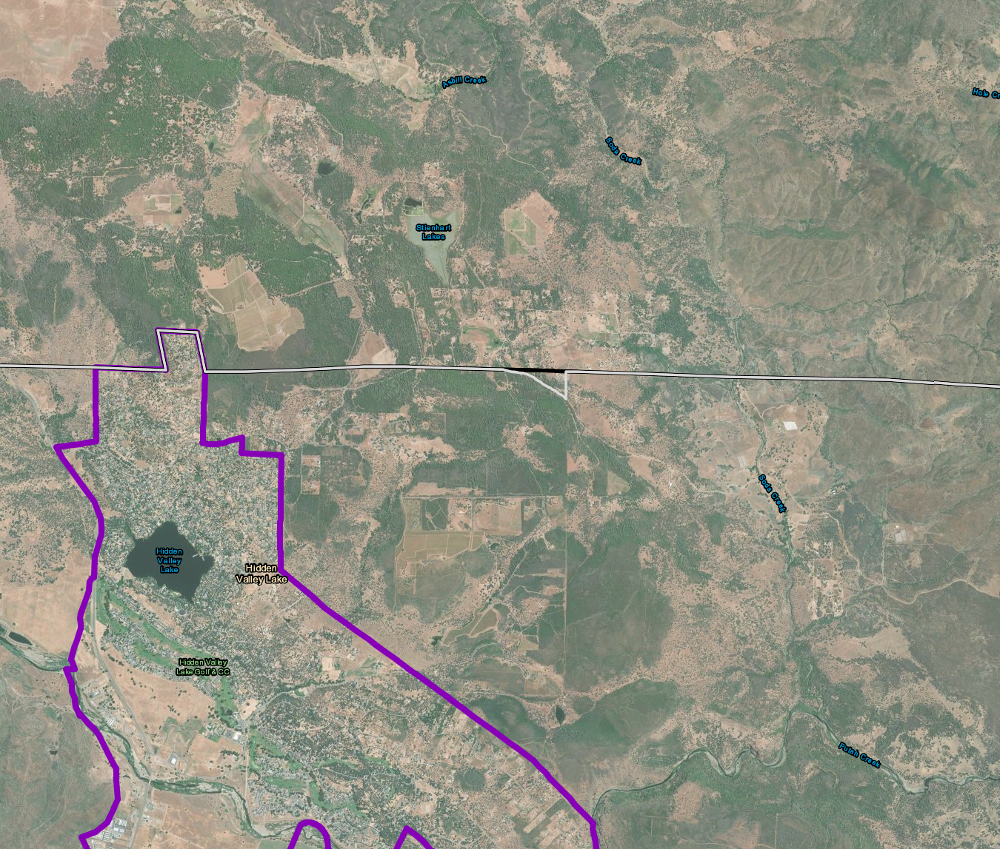 Asbill Creek
Hole Cr
Soda Creek
Stienhart
Lakes
Soda Creek
Hidden
Valley
Lake
Hidden
Valley Lake
Hidden Valley
Lake Golf & CC
Putah Creek